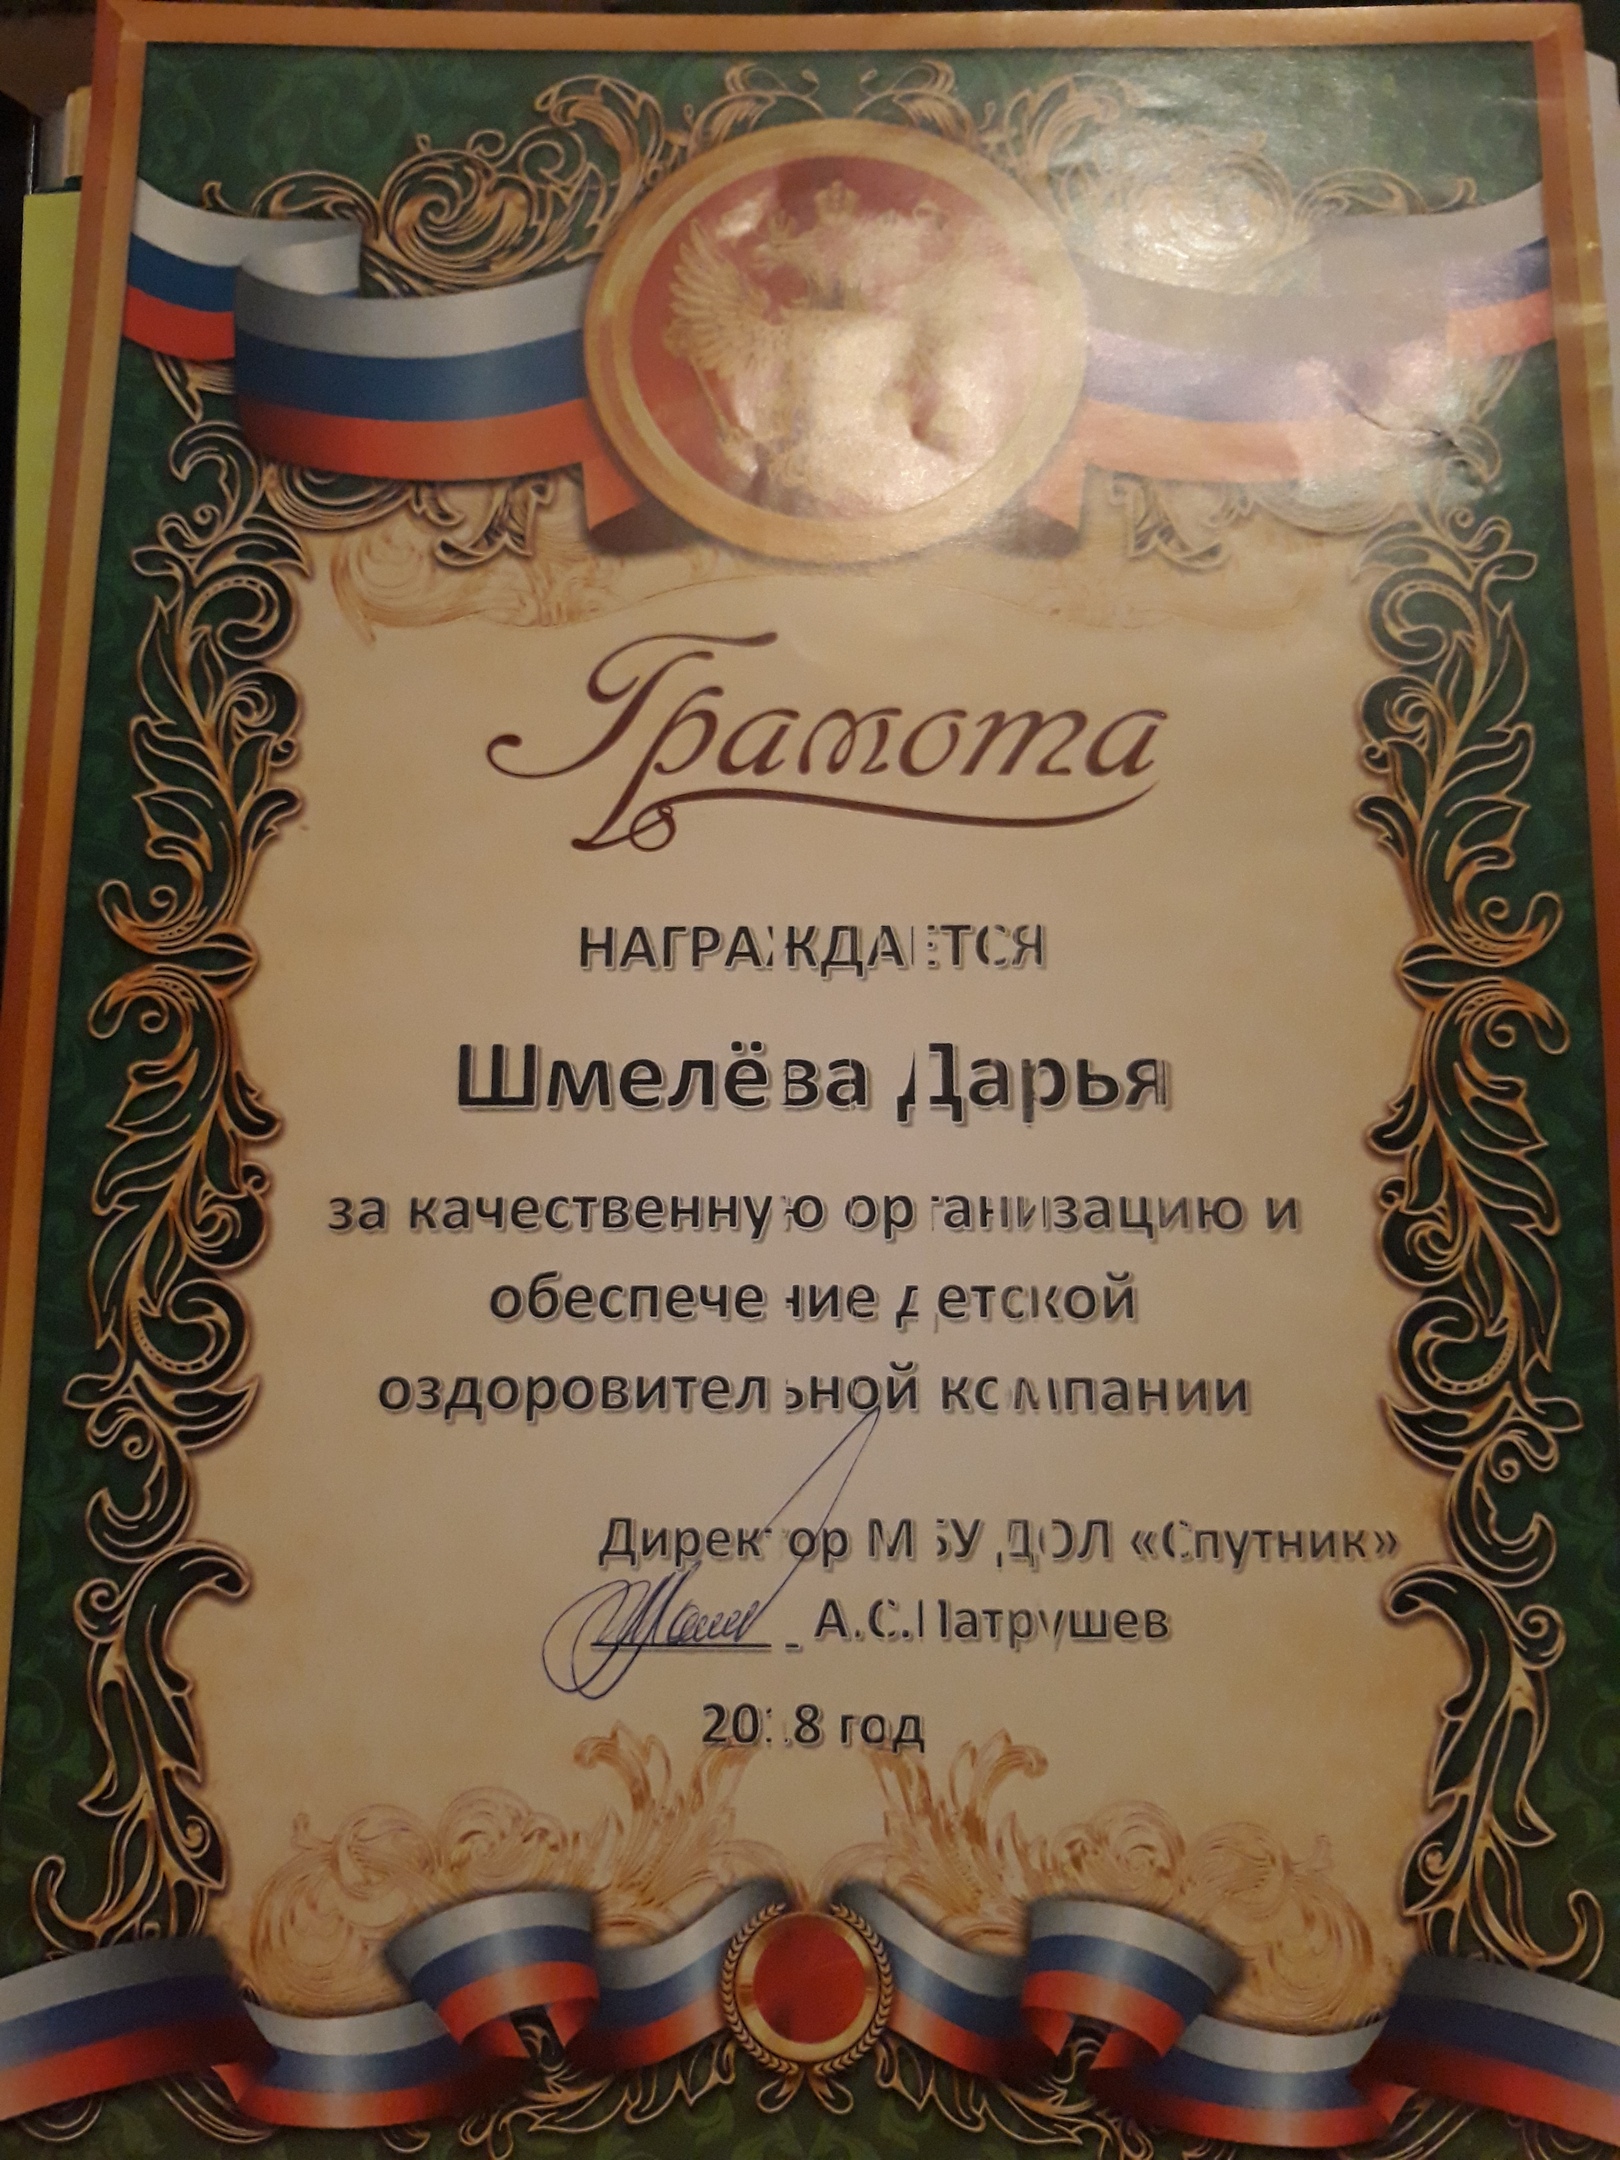 Грамота
НАГРАЖДАЕТСЯ
Шмелёва Дарья
за качественную организацию и
обеспечение детской
оздоровительной компании
Директор МБУ ДОЛ «Спутник»
А.С.Патрушев
2018 год